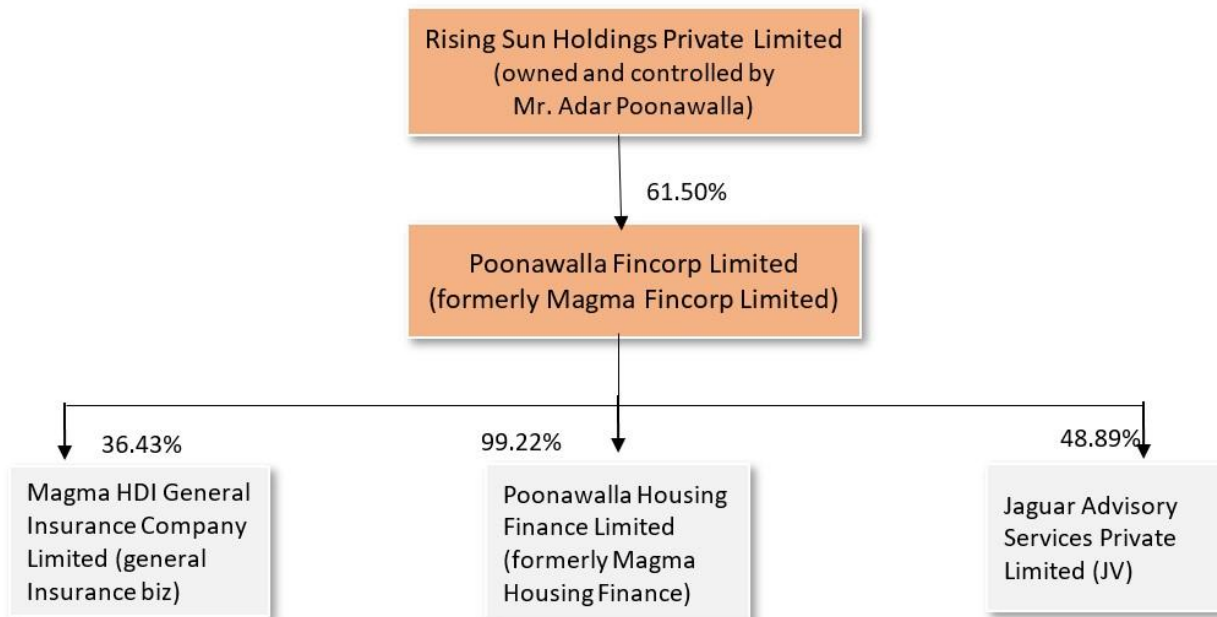 Rising Sun Holdings Private Limited
(owned and controlled by
Mr. Adar Poonawalla)
61.50%
Poonawalla Fincorp Limited
(formerly Magma Fincorp Limited)
36.43%
99.22%
48.89%
Magma HDI General
Insurance Company
Limited (general
Insurance biz)
Poonawalla Housing
Finance Limited
(formerly Magma
Housing Finance)
Jaguar Advisory
Services Private
Limited (JV)